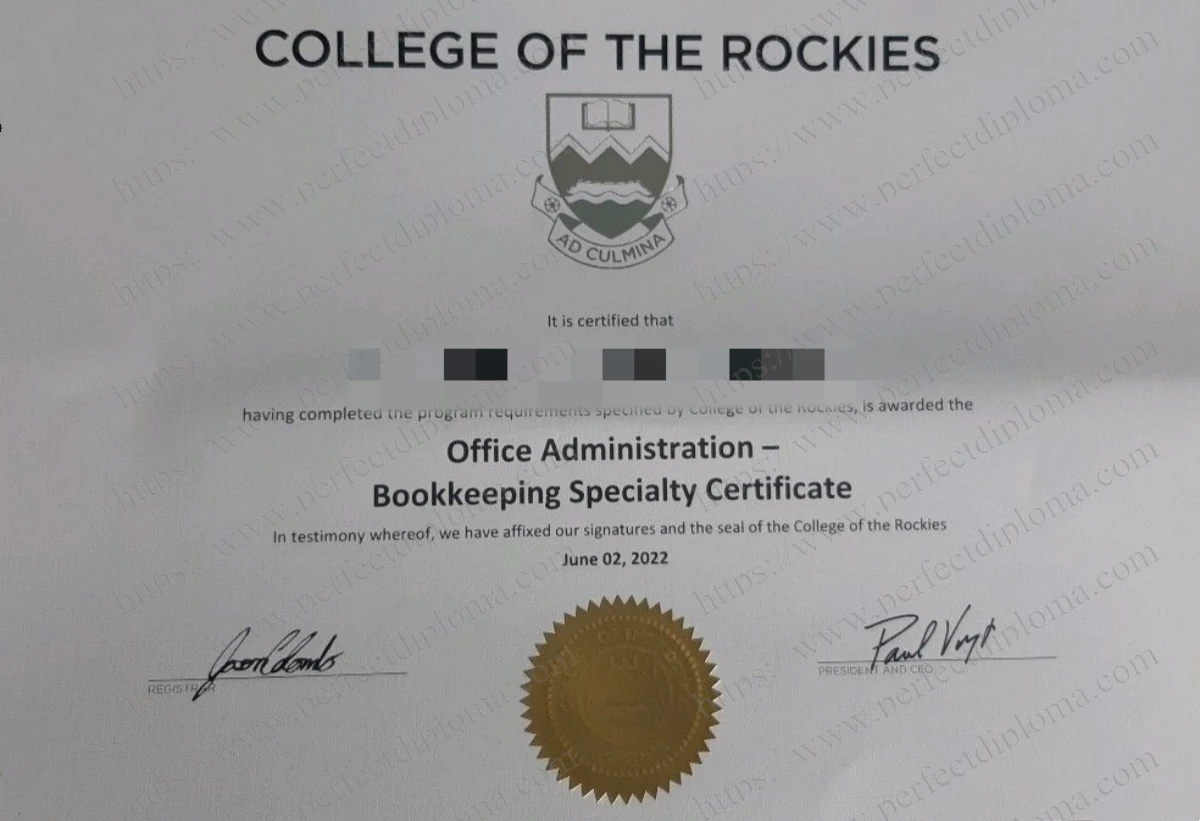 COLLEGE OF THE ROCKIES
AD CULMINA
It is certified that
having completed the program requirements specified by College of the Rockies, is awarded the
Office Administration –
Bookkeeping Specialty Certificate
In testimony whereof, we have affixed our signatures and the seal of the College of the Rockies
June 02, 2022
Paul Vogt
REGISTRAR
PRESIDENT AND CEO
https://www.perfectdiploma.com